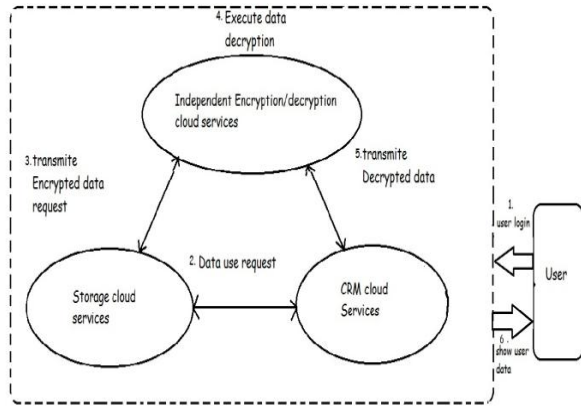 4. Execute data
decryption
Independent Encryption/decryption
cloud services
3.transmite
Encrypted data
request
5.transmite
Decrypted data
1.
user login
User
2. Data use request
Storage cloud
services
CRM cloud
Services
6.
show user
data